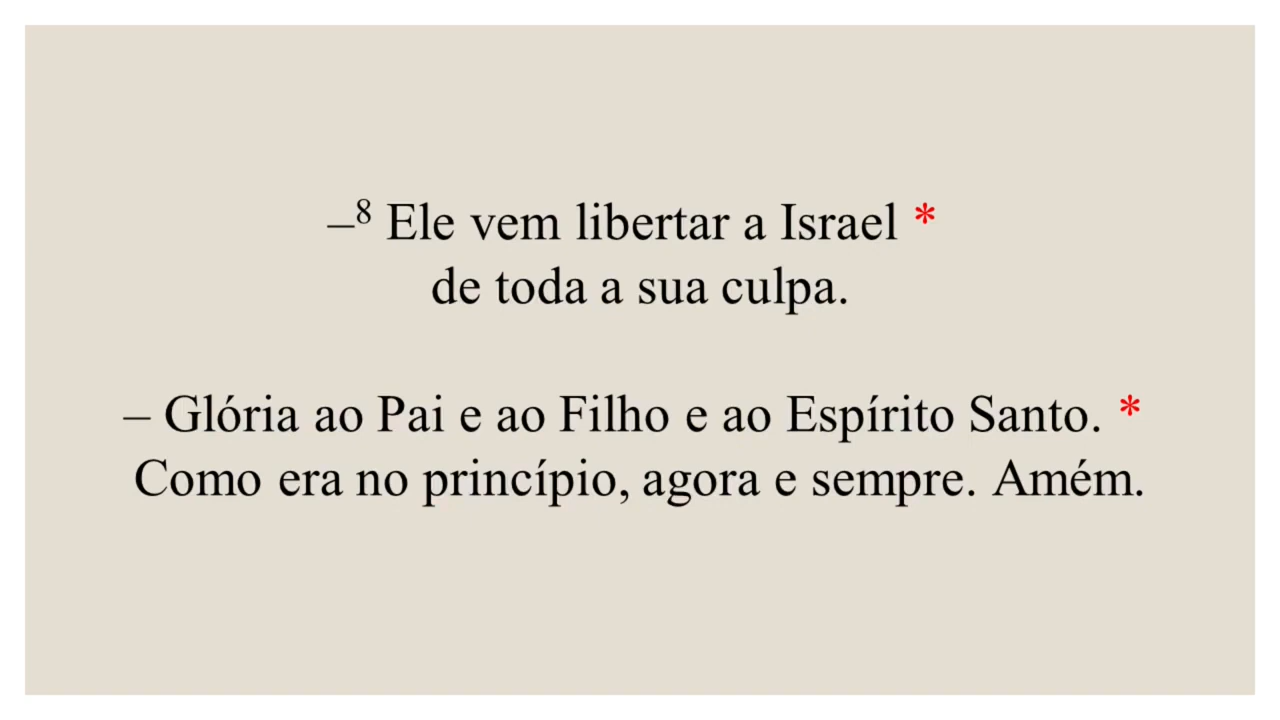 –⁸ Ele vem libertar a Israel *
de toda a sua culpa.
– Glória ao Pai e ao Filho e ao Espírito Santo. *
Como era no princípio, agora e sempre. Amém.